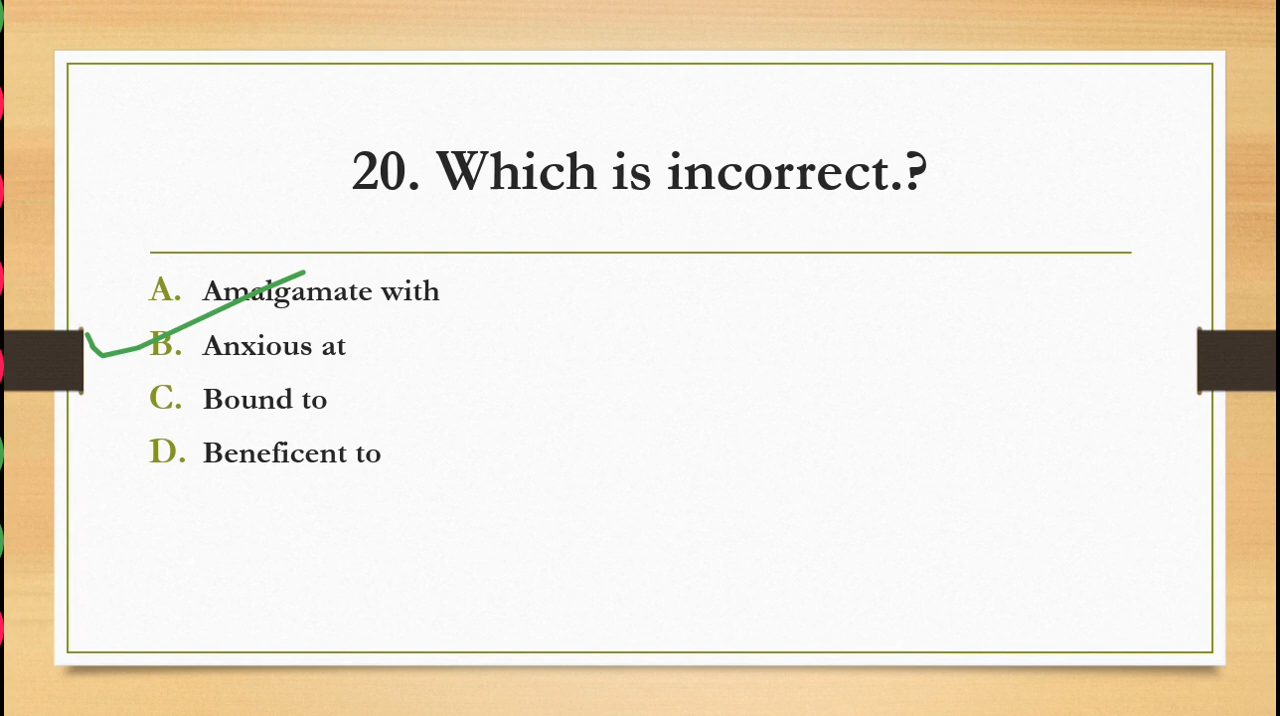 20. Which is incorrect.?
A. Amalgamate with
B. Anxious at
C. Bound to
D. Beneficent to